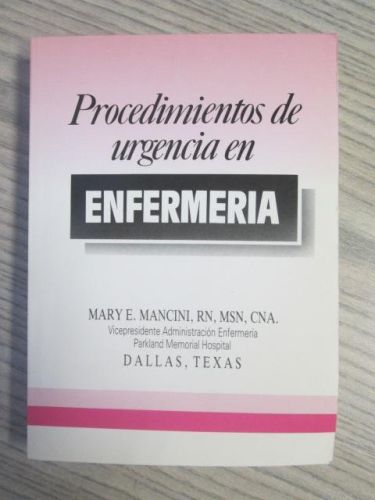 Procedimientos de
urgencia en
ENFERMERIA
MARY E. MANCINI, RN, MSN, CNA.
Vicepresidente Administración Enfermería
Parkland Memorial Hospital
DALLAS, TEXAS